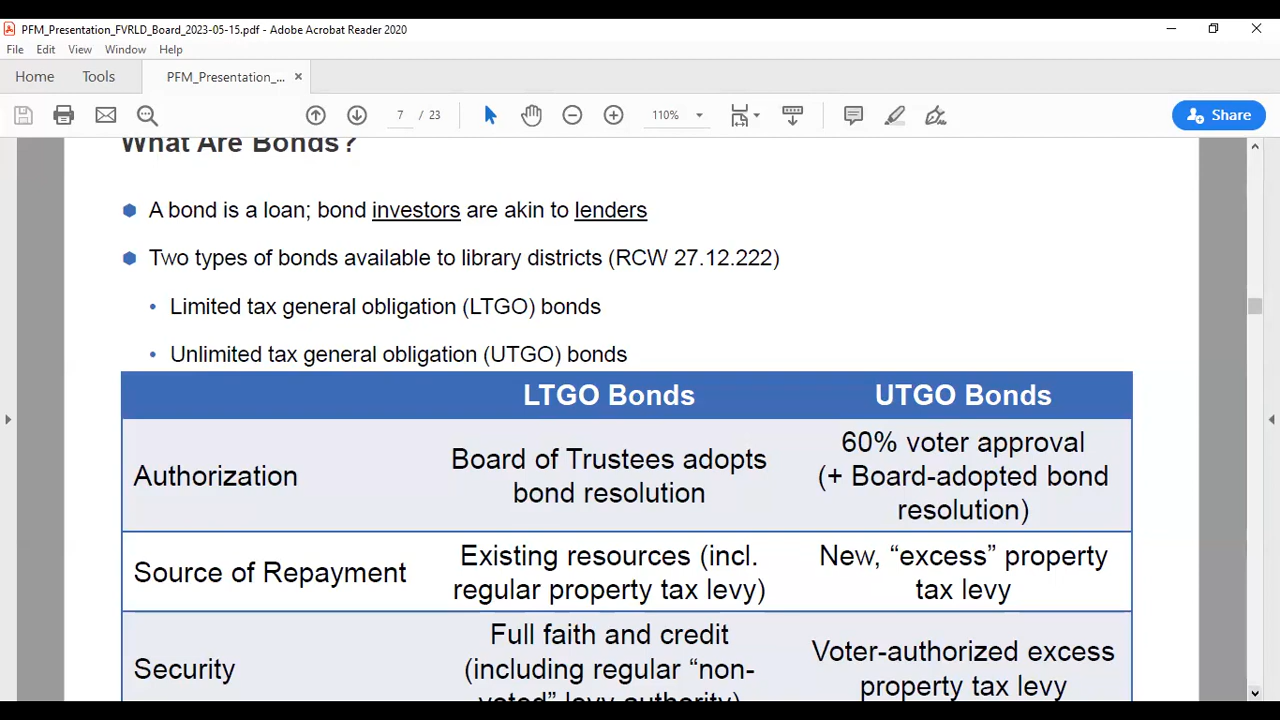 PFM_Presentation_FVRLD_Board_2023-05-15.pdf - Adobe Acrobat Reader 2020
File Edit View Window Help
Home Tools PFM_Presentation_... ×
7 / 23 110% Share
What Are Bonds?
A bond is a loan; bond investors are akin to lenders
Two types of bonds available to library districts (RCW 27.12.222)
• Limited tax general obligation (LTGO) bonds
• Unlimited tax general obligation (UTGO) bonds
LTGO Bonds UTGO Bonds
Authorization
Board of Trustees adopts
bond resolution
60% voter approval
(+ Board-adopted bond
resolution)
Source of Repayment
Existing resources (incl.
regular property tax levy)
New, “excess” property
tax levy
Security
Full faith and credit
(including regular “non-
voted” levy authority)
Voter-authorized excess
property tax levy